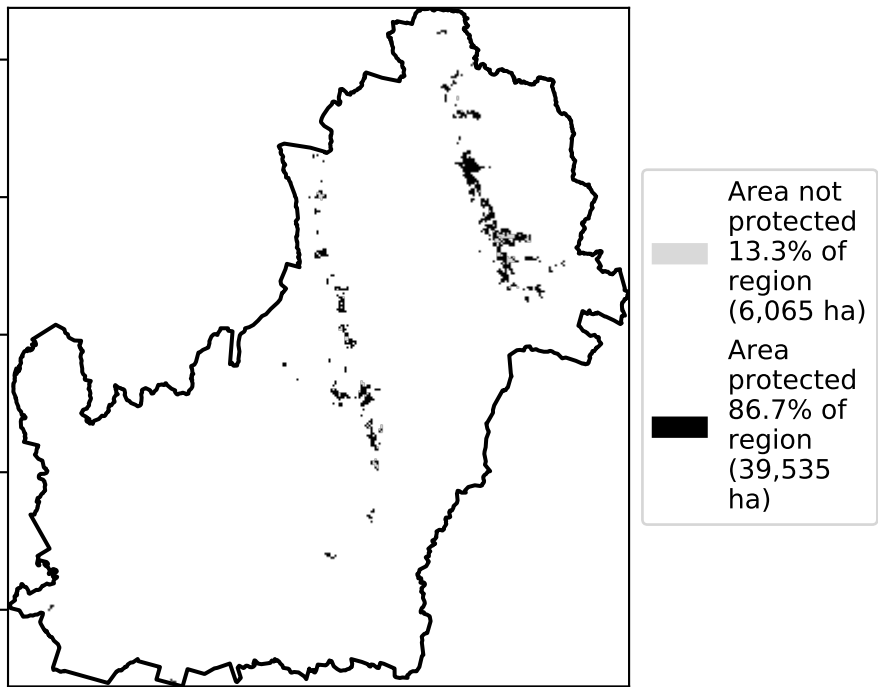 Area not
protected
13.3% of
region
(6,065 ha)
Area
protected
86.7% of
region
(39,535
ha)